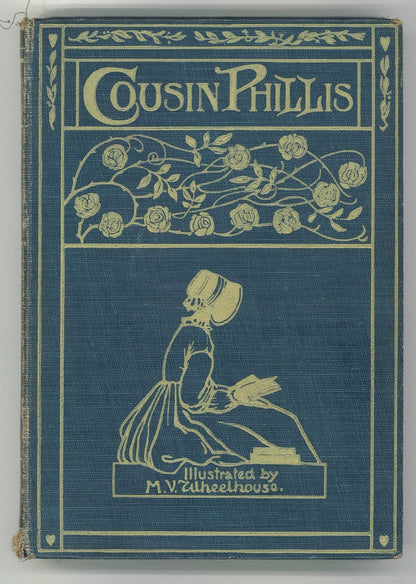 COUSIN PHILLIS
Illustrated by
M.V. Wheelhouse.